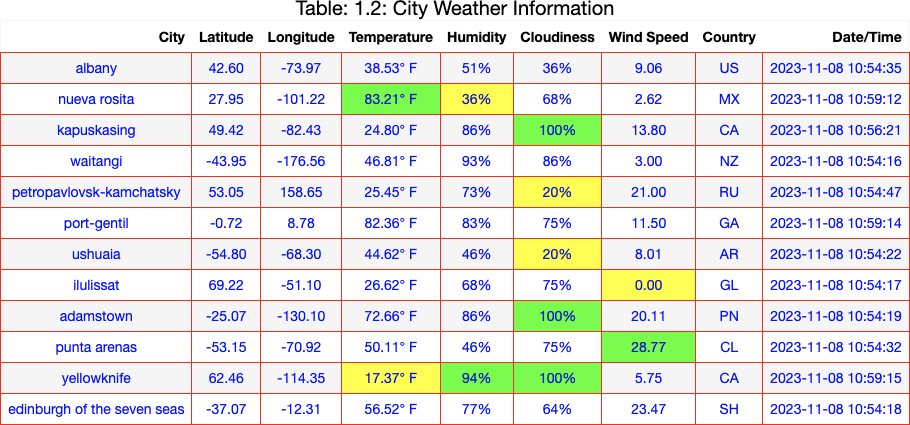 Table: 1.2: City Weather Information
City Latitude Longitude Temperature Humidity Cloudiness Wind Speed Country Date/Time
albany 42.60 -73.97 38.53° F 51% 36% 9.06 US 2023-11-08 10:54:35
nueva rosita 27.95 -101.22 83.21° F 36% 68% 2.62 MX 2023-11-08 10:59:12
kapuskasing 49.42 -82.43 24.80° F 86% 100% 13.80 CA 2023-11-08 10:56:21
waitangi -43.95 -176.56 46.81° F 93% 86% 3.00 NZ 2023-11-08 10:54:16
petropavlovsk-kamchatsky 53.05 158.65 25.45° F 73% 20% 21.00 RU 2023-11-08 10:54:47
port-gentil -0.72 8.78 82.36° F 83% 75% 11.50 GA 2023-11-08 10:59:14
ushuaia -54.80 -68.30 44.62° F 46% 20% 8.01 AR 2023-11-08 10:54:22
ilulissat 69.22 -51.10 26.62° F 68% 75% 0.00 GL 2023-11-08 10:54:17
adamstown -25.07 -130.10 72.66° F 86% 100% 20.11 PN 2023-11-08 10:54:19
punta arenas -53.15 -70.92 50.11° F 46% 75% 28.77 CL 2023-11-08 10:54:32
yellowknife 62.46 -114.35 17.37° F 94% 100% 5.75 CA 2023-11-08 10:59:15
edinburgh of the seven seas -37.07 -12.31 56.52° F 77% 64% 23.47 SH 2023-11-08 10:54:18